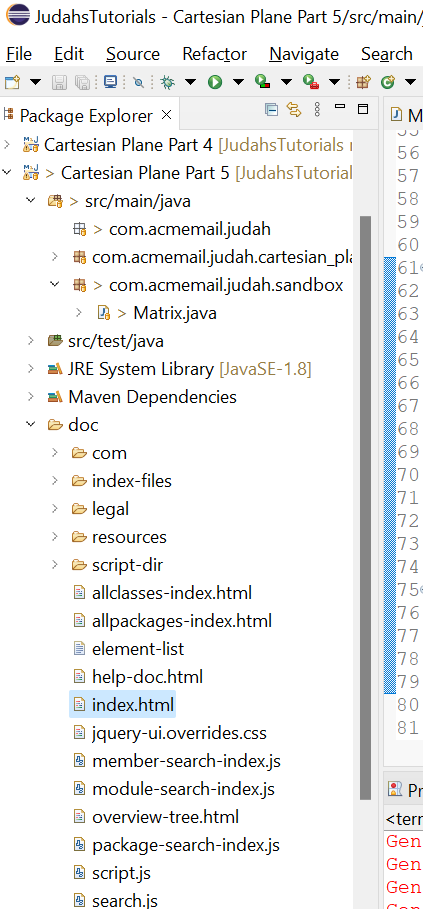 JudahsTutorials - Cartesian Plane Part 5/src/main/
File Edit Source Refactor Navigate Search
Package Explorer
Cartesian Plane Part 4 [JudahsTutorials
> Cartesian Plane Part 5 [JudahsTutorial
> src/main/java
> com.acmemail.judah
com.acmemail.judah.cartesian_pla
> com.acmemail.judah.sandbox
> Matrix.java
src/test/java
JRE System Library [JavaSE-1.8]
Maven Dependencies
doc
com
index-files
legal
resources
script-dir
allclasses-index.html
allpackages-index.html
element-list
help-doc.html
index.html
jquery-ui.overrides.css
member-search-index.js
module-search-index.js
overview-tree.html
package-search-index.js
script.js
search.js
M
55
56
57
58
59
60
61
62
63
64
65
66
67
68
69
70
71
72
73
74
75
76
77
78
79
80
81
Pr
<terr
Gen
Gen
Gen
Gen